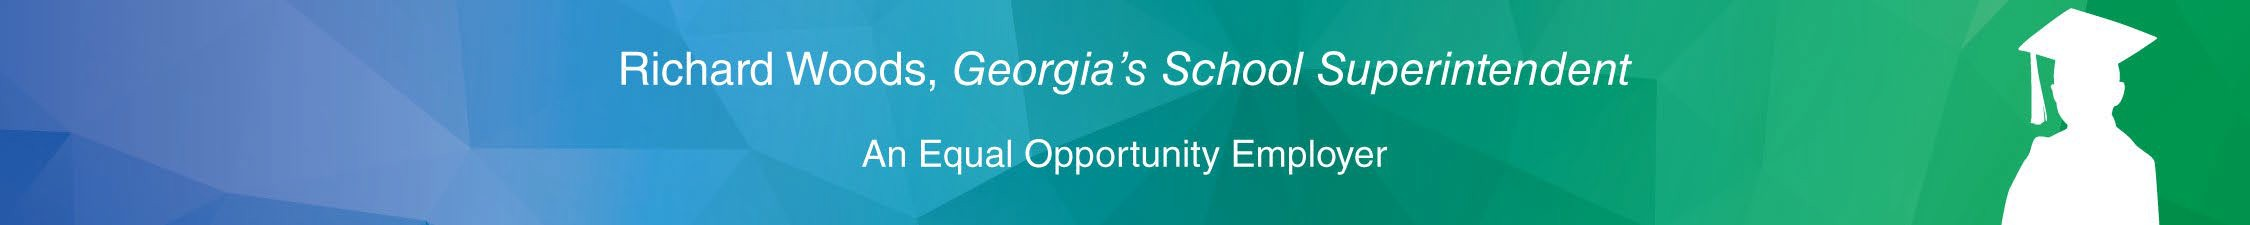 Richard Woods, Georgia’s School Superintendent
An Equal Opportunity Employer